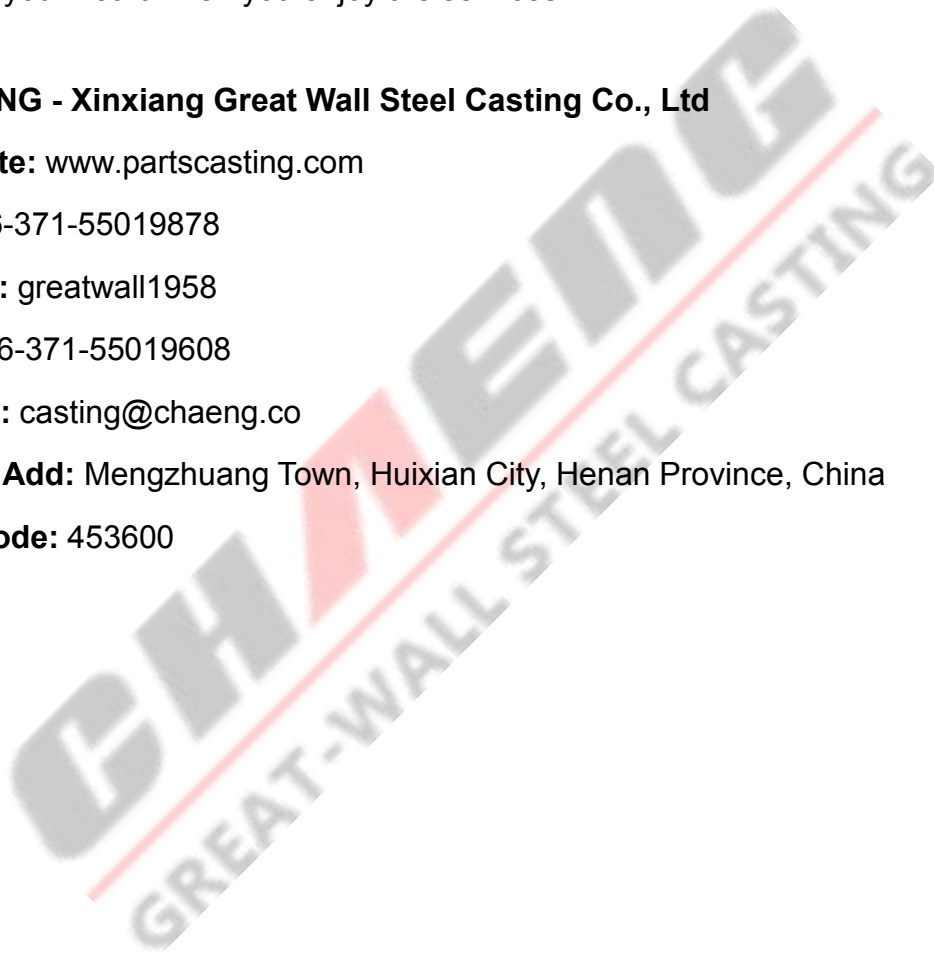 NG - Xinxiang Great Wall Steel Casting Co., Ltd
te: www.partscasting.com
6-371-55019878
: greatwall1958
6-371-55019608
: casting@chaeng.co
Add: Mengzhuang Town, Huixian City, Henan Province, China
ode: 453600
CHAENG
GREAT-WALL STEEL CASTING